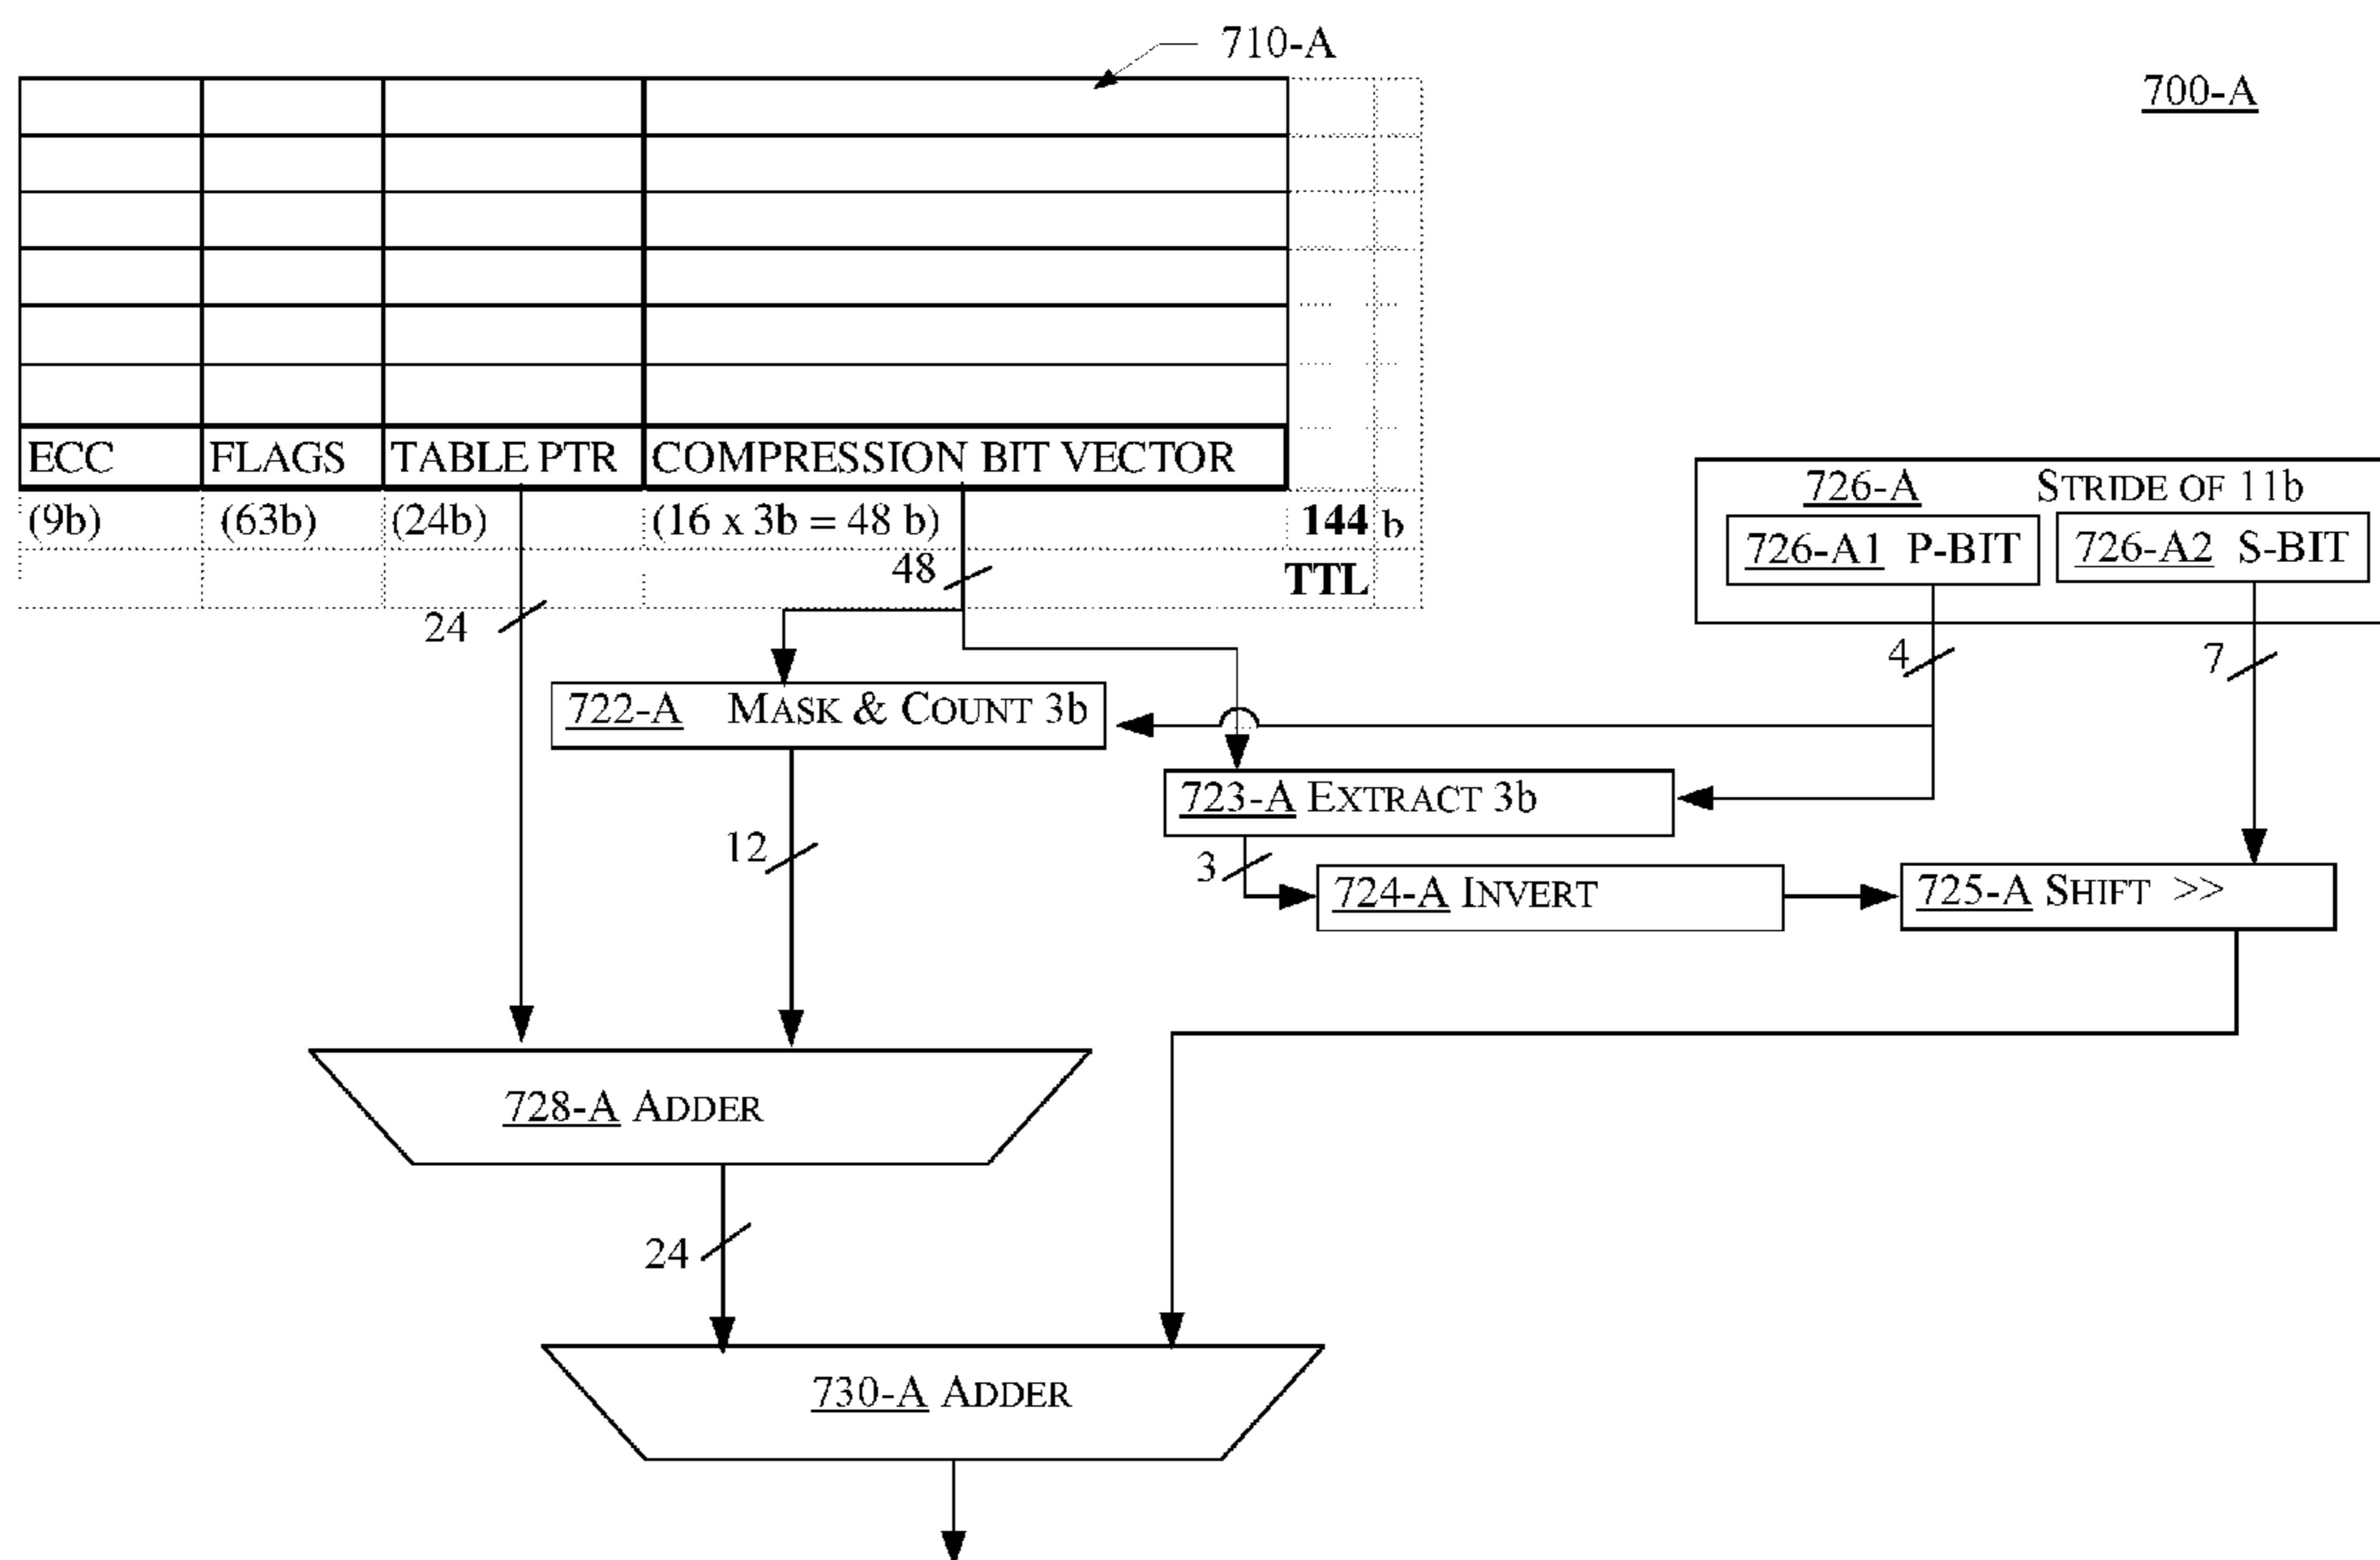 710-A
700-A
ECC FLAGS TABLE PTR COMPRESSION BIT VECTOR
(9b) (63b) (24b) (16 x 3b = 48 b) 144 b
TTL
726-A STRIDE OF 11b
726-A1 P-BIT 726-A2 S-BIT
48
24
4
7
722-A MASK & COUNT 3b
723-A EXTRACT 3b
12
3
724-A INVERT
725-A SHIFT >>
728-A ADDER
24
730-A ADDER